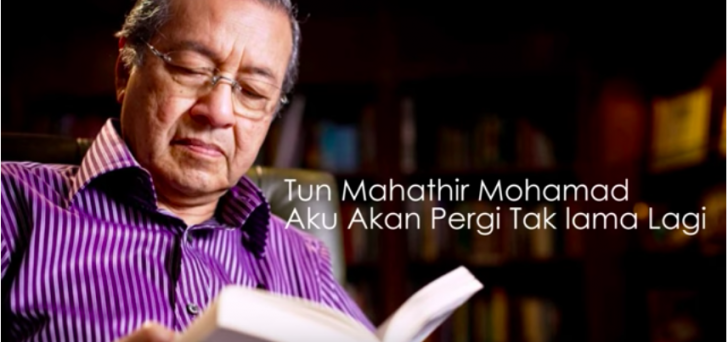 Tun Mahathir Mohamad
Aku Akan Pergi Tak lama Lagi